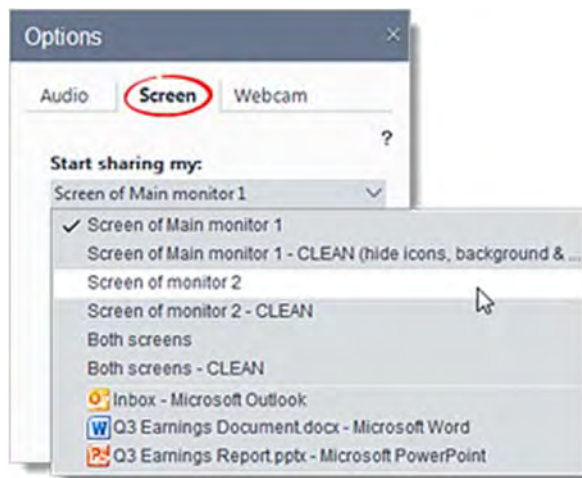 Options
Audio Screen Webcam
?
Start sharing my:
Screen of Main monitor 1
Screen of Main monitor 1
Screen of Main monitor 1 - CLEAN (hide icons, background & ...
Screen of monitor 2
Screen of monitor 2 - CLEAN
Both screens
Both screens - CLEAN
Inbox - Microsoft Outlook
Q3 Earnings Document.docx - Microsoft Word
Q3 Earnings Report.pptx - Microsoft PowerPoint